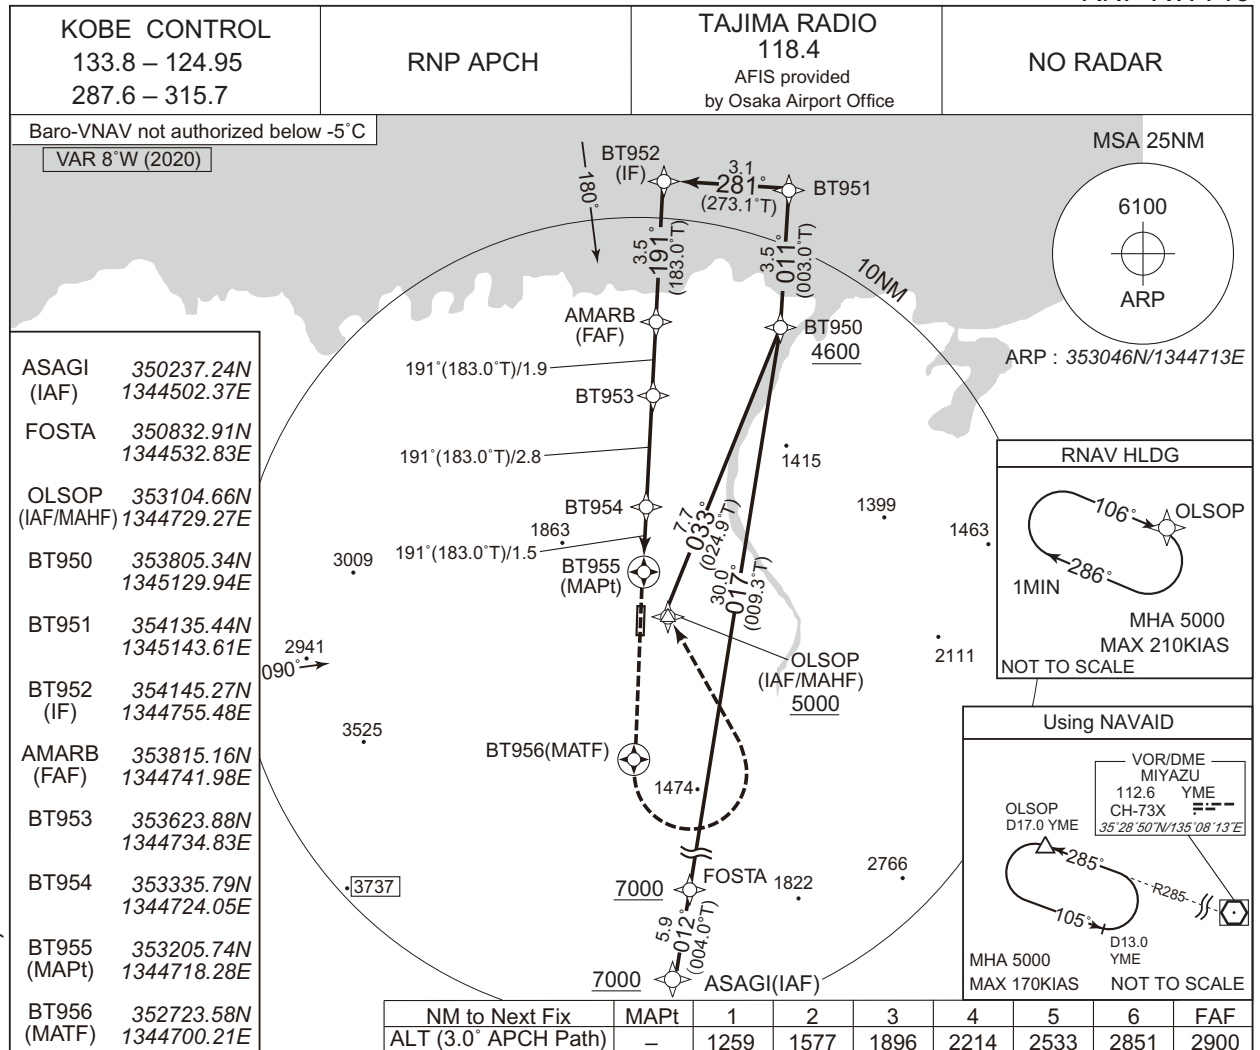 KOBE CONTROL
133.8 – 124.95
287.6 – 315.7
RNP APCH
TAJIMA RADIO
118.4
AFIS provided
by Osaka Airport Office
NO RADAR
Baro-VNAV not authorized below -5˚C
VAR 8˚W (2020)
MSA 25NM
6100
ARP
ARP : 353046N/1344713E
180˚
BT952
(IF)
3.1
281˚
(273.1˚T)
BT951
3.5
191˚
(183.0˚T)
3.5
011˚
(003.0˚T)
10NM
AMARB
(FAF)
BT950
4600
191˚(183.0˚T)/1.9
BT953
191˚(183.0˚T)/2.8
1415
BT954
1399
1463
1863
191˚(183.0˚T)/1.5
7.7
033˚
(024.9˚T)
3009
BT955
(MAPt)
30.0
017˚
(009.3˚T)
2941
090˚
OLSOP
(IAF/MAHF)
5000
2111
3525
BT956(MATF)
1474
3737
7000
FOSTA
1822
2766
5.9
012˚
(004.0˚T)
7000
ASAGI(IAF)
ASAGI 350237.24N
(IAF) 1344502.37E
FOSTA 350832.91N
1344532.83E
OLSOP 353104.66N
(IAF/MAHF) 1344729.27E
BT950 353805.34N
1345129.94E
BT951 354135.44N
1345143.61E
BT952 354145.27N
(IF) 1344755.48E
AMARB 353815.16N
(FAF) 1344741.98E
BT953 353623.88N
1344734.83E
BT954 353335.79N
1344724.05E
BT955 353205.74N
(MAPt) 1344718.28E
BT956 352723.58N
(MATF) 1344700.21E
RNAV HLDG
106˚
OLSOP
286˚
1MIN
MHA 5000
MAX 210KIAS
NOT TO SCALE
Using NAVAID
VOR/DME
MIYAZU
112.6 YME
CH-73X
35˚28´50˝N/135˚08´13˝E
OLSOP
D17.0 YME
285˚
R285
105˚
D13.0
YME
MHA 5000
MAX 170KIAS NOT TO SCALE
NM to Next Fix MAPt 1 2 3 4 5 6 FAF
ALT (3.0˚ APCH Path) – 1259 1577 1896 2214 2533 2851 2900